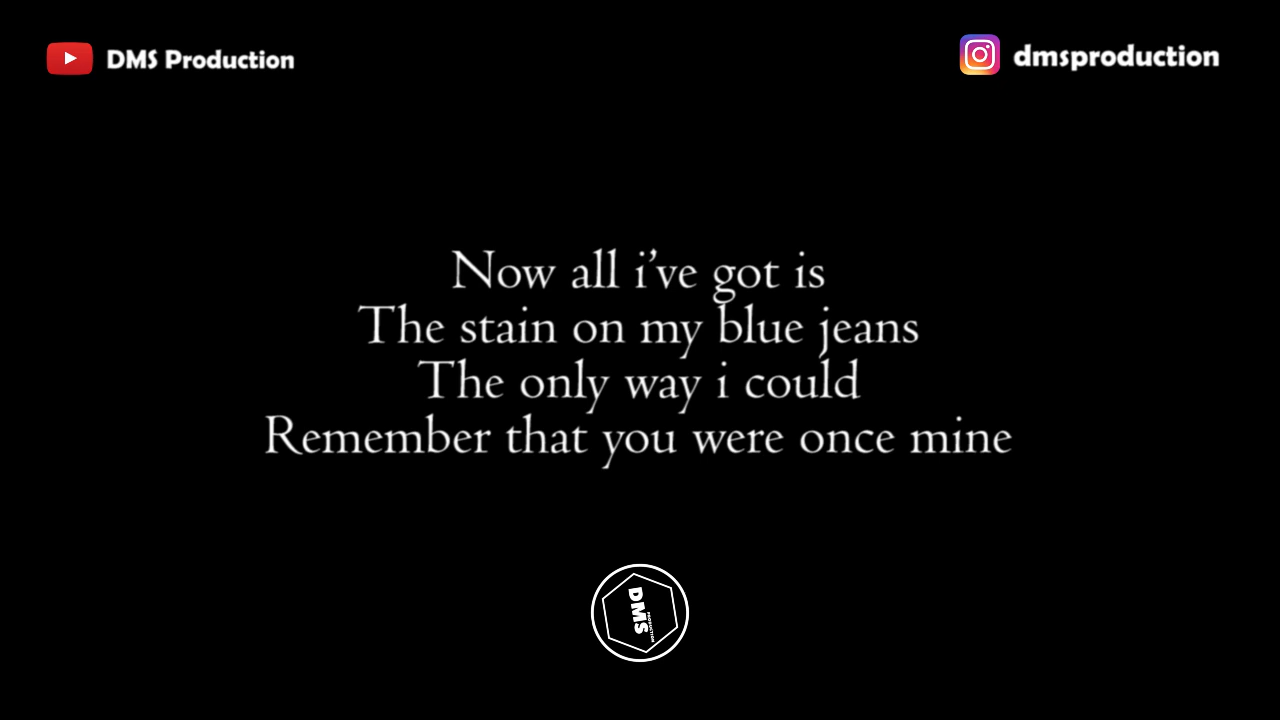 DMS Production
dmsproduction
Now all i've got is
The stain on my blue jeans
The only way i could
Remember that you were once mine
DMS
PRODUCTION